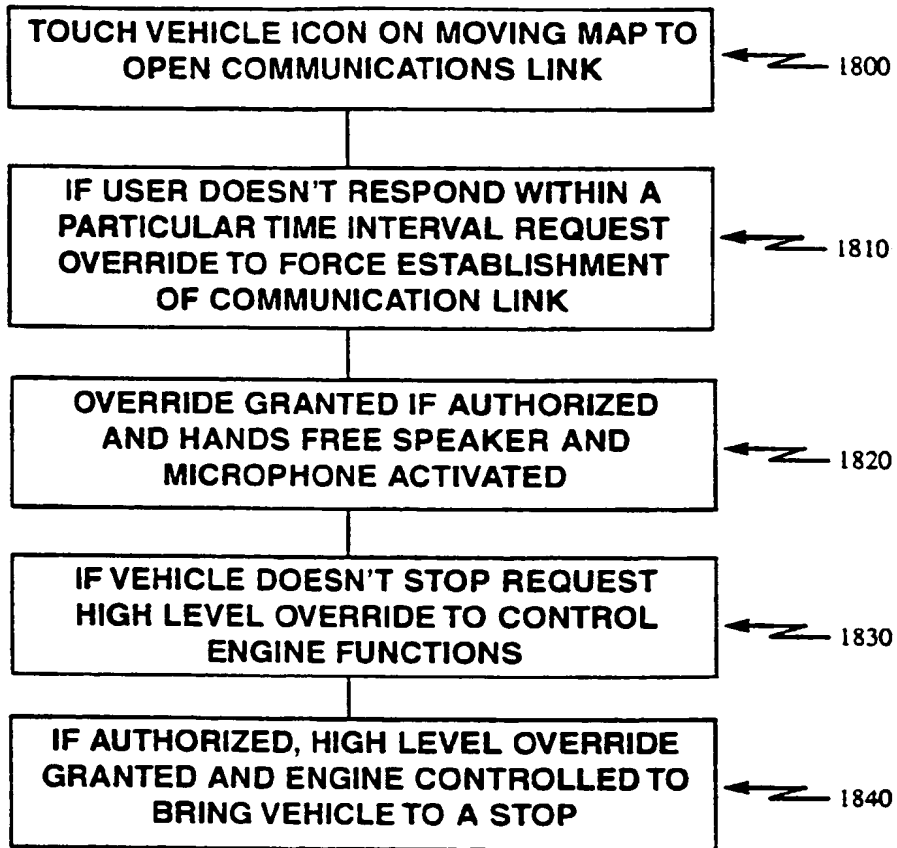 TOUCH VEHICLE ICON ON MOVING MAP TO
OPEN COMMUNICATIONS LINK
1800
IF USER DOESN'T RESPOND WITHIN A
PARTICULAR TIME INTERVAL REQUEST
OVERRIDE TO FORCE ESTABLISHMENT
OF COMMUNICATION LINK
1810
OVERRIDE GRANTED IF AUTHORIZED
AND HANDS FREE SPEAKER AND
MICROPHONE ACTIVATED
1820
IF VEHICLE DOESN'T STOP REQUEST
HIGH LEVEL OVERRIDE TO CONTROL
ENGINE FUNCTIONS
1830
IF AUTHORIZED, HIGH LEVEL OVERRIDE
GRANTED AND ENGINE CONTROLLED TO
BRING VEHICLE TO A STOP
1840